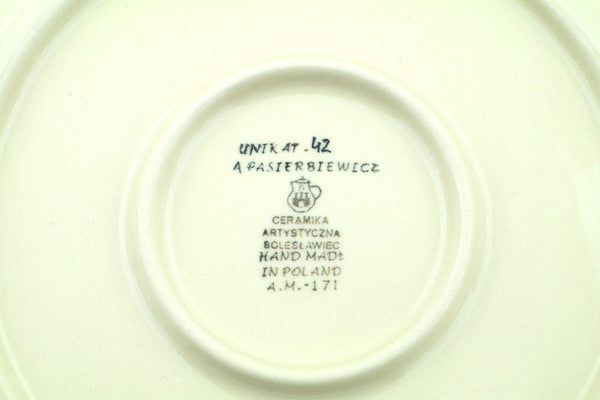 UNIKAT - 42
A PASIERBIEWICZ
CERAMIKA
ARTYSTYCZNA
BOLESŁAWIEC
HAND MADE
IN POLAND
A.M.-171